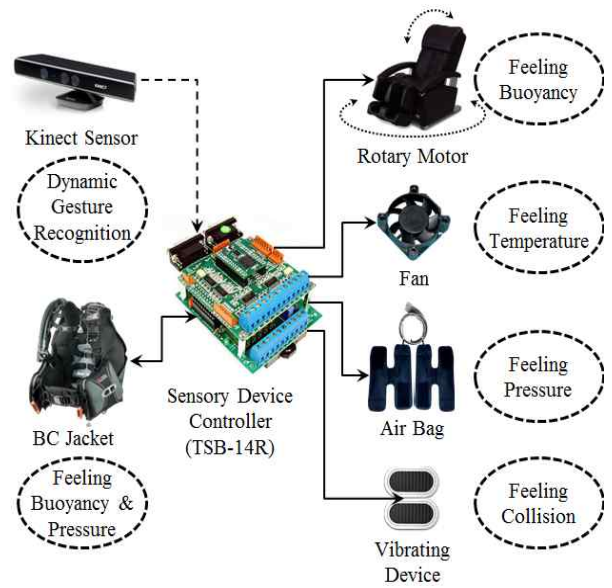 Kinect Sensor
Dynamic
Gesture
Recognition
BC Jacket
Feeling
Buoyancy &
Pressure
Sensory Device
Controller
(TSB-14R)
Rotary Motor
Feeling
Buoyancy
Fan
Feeling
Temperature
Air Bag
Feeling
Pressure
Vibrating
Device
Feeling
Collision